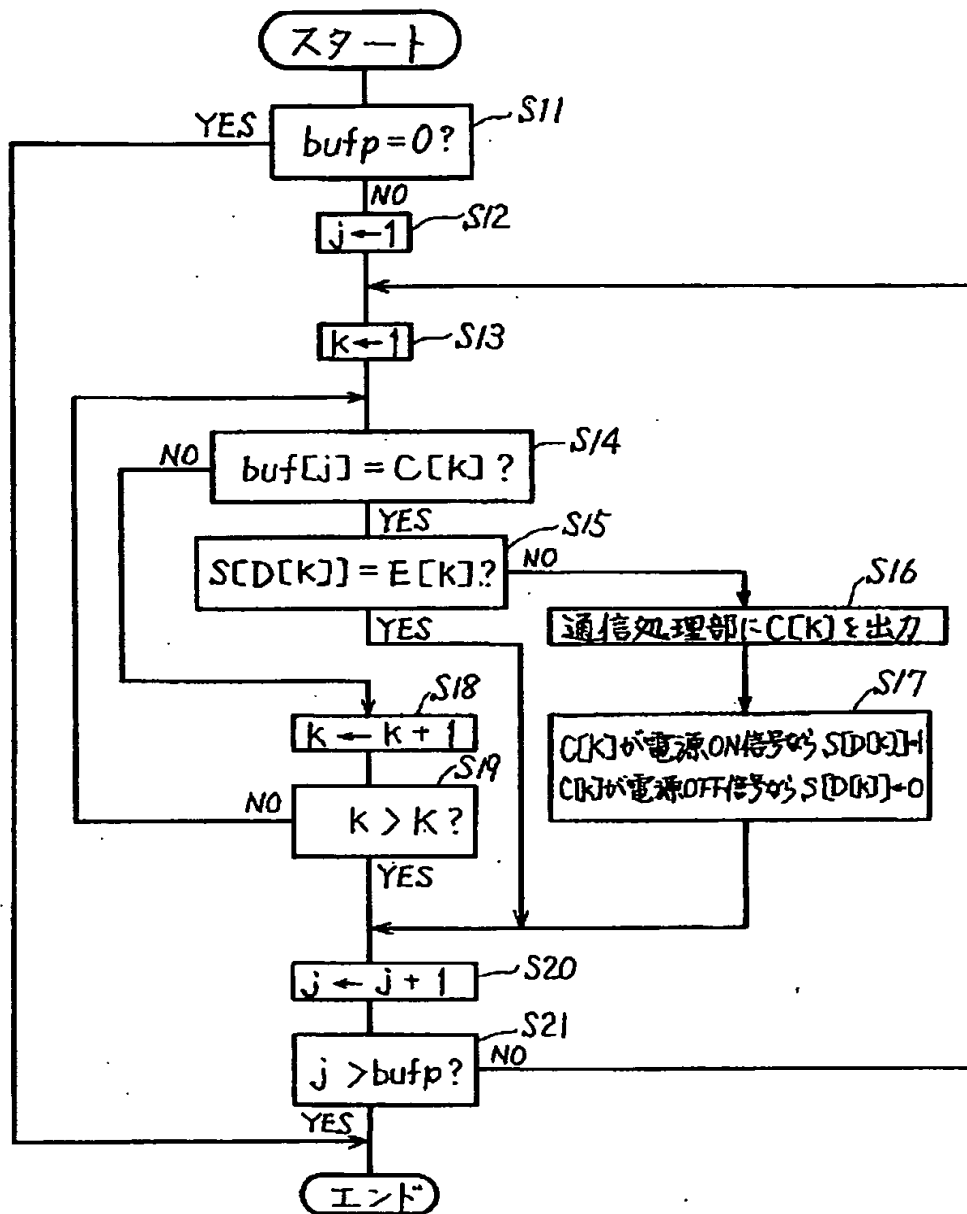 スタート
S11
YES
bufp=0?
NO
S12
j←1
S13
k←1
S14
NO
buf[j]=C[k]?
YES
S15
S[D[k]]=E[k]?
NO
S16
YES
通信処理部にC[k]を出力
S17
S18
k←k+1
C[k]が電源ON信号なら S[D[k]]←1
C[k]が電源OFF信号なら S[D[k]]←0
S19
NO
k>K?
YES
S20
j←j+1
S21
j>bufp?
NO
YES
エンド